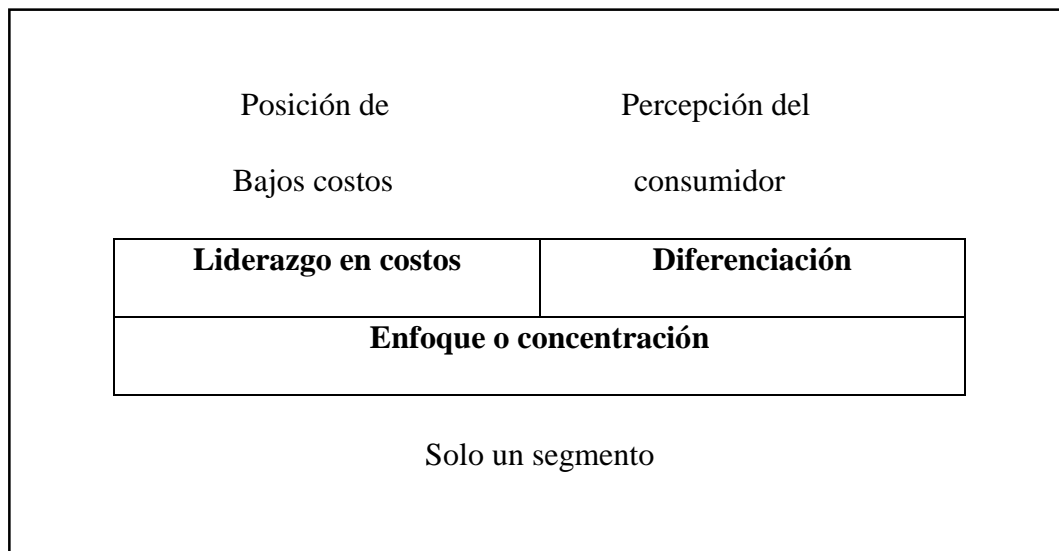 Posición de Percepción del
Bajos costos consumidor
Liderazgo en costos Diferenciación
Enfoque o concentración
Solo un segmento